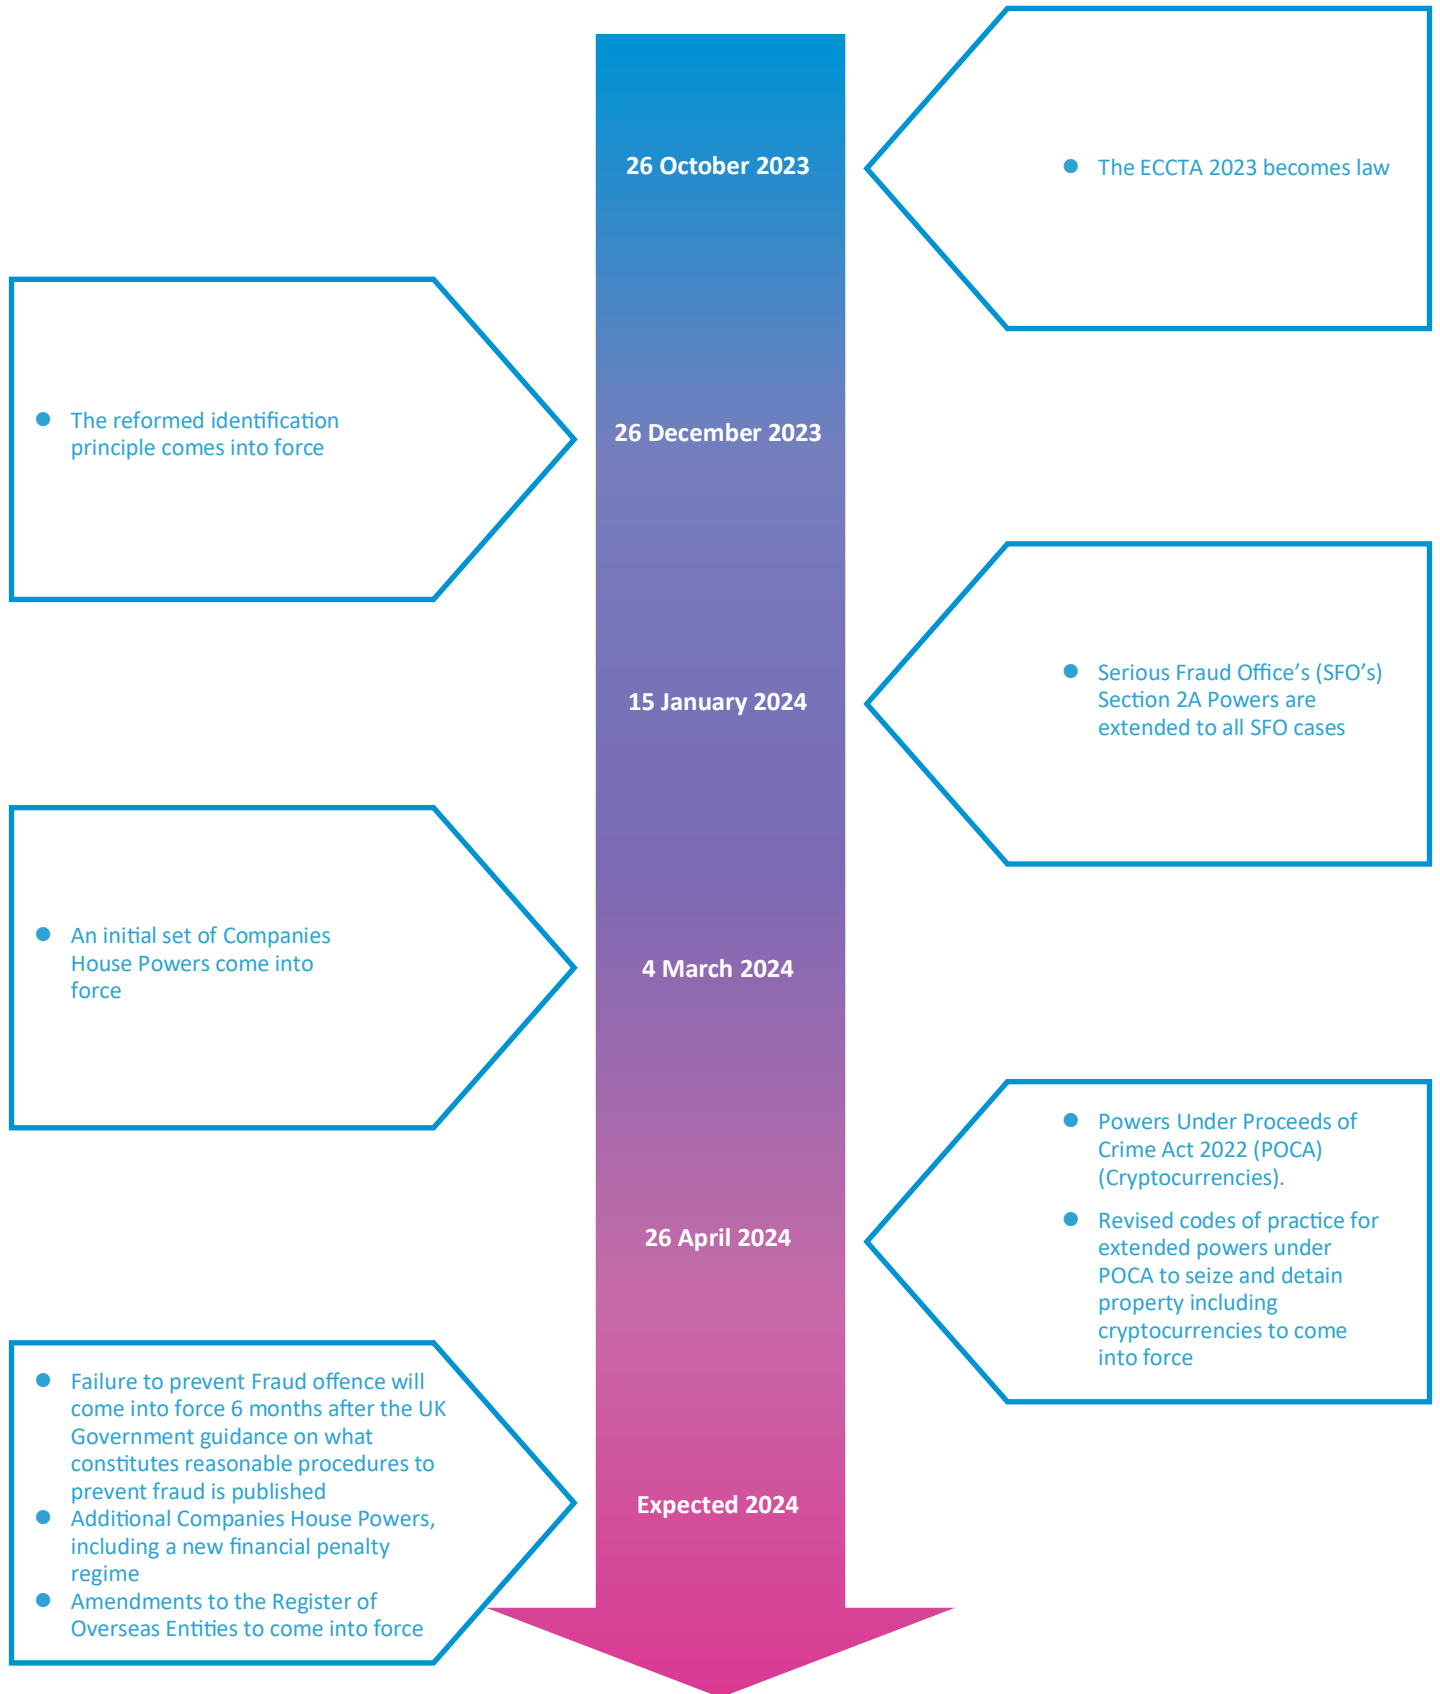 26 October 2023
The ECCTA 2023 becomes law
The reformed identification
principle comes into force
26 December 2023
15 January 2024
Serious Fraud Office’s (SFO’s)
Section 2A Powers are
extended to all SFO cases
An initial set of Companies
House Powers come into
force
4 March 2024
26 April 2024
Powers Under Proceeds of
Crime Act 2022 (POCA)
(Cryptocurrencies).
Revised codes of practice for
extended powers under
POCA to seize and detain
property including
cryptocurrencies to come
into force
Failure to prevent Fraud offence will
come into force 6 months after the UK
Government guidance on what
constitutes reasonable procedures to
prevent fraud is published
Additional Companies House Powers,
including a new financial penalty
regime
Amendments to the Register of
Overseas Entities to come into force
Expected 2024